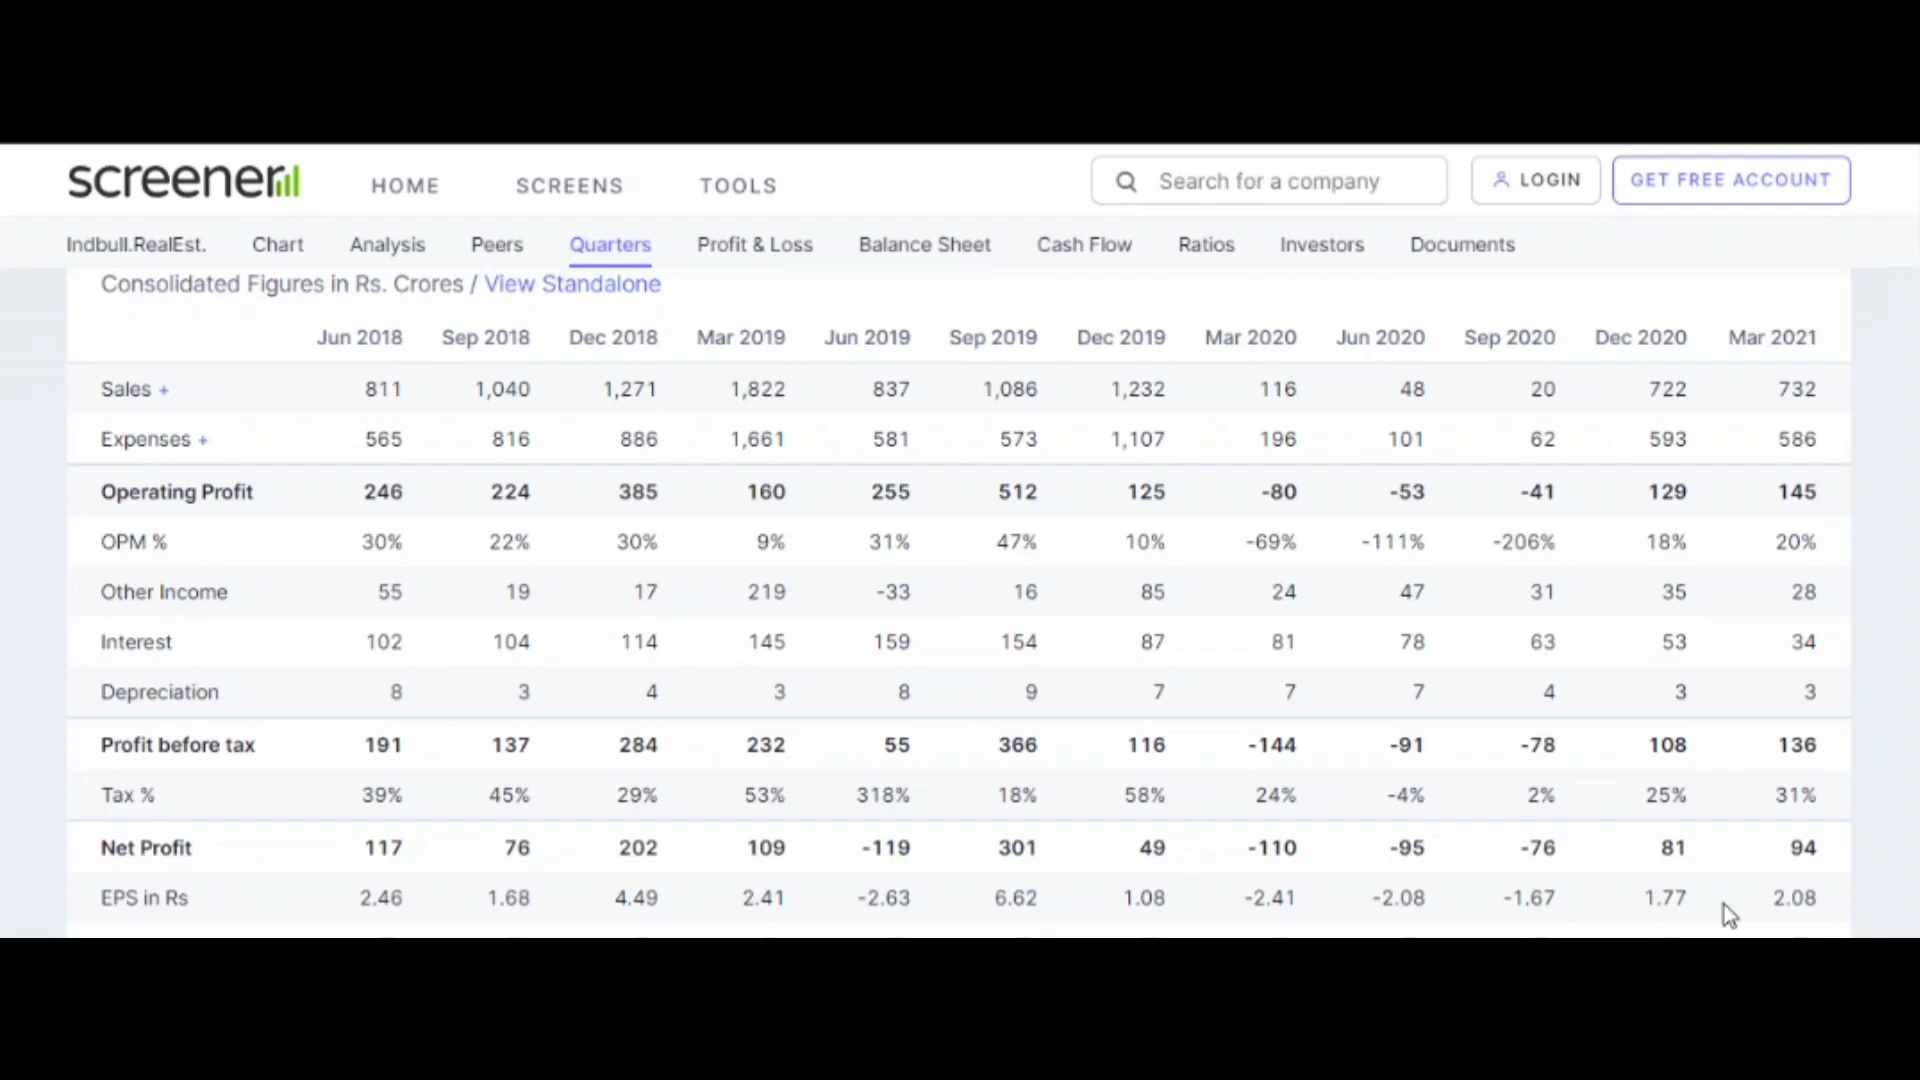 screener HOME SCREENS TOOLS Search for a company LOGIN GET FREE ACCOUNT
Indbull.RealEst. Chart Analysis Peers Quarters Profit & Loss Balance Sheet Cash Flow Ratios Investors Documents
Consolidated Figures in Rs. Crores / View Standalone
Jun 2018 Sep 2018 Dec 2018 Mar 2019 Jun 2019 Sep 2019 Dec 2019 Mar 2020 Jun 2020 Sep 2020 Dec 2020 Mar 2021
Sales + 811 1,040 1,271 1,822 837 1,086 1,232 116 48 20 722 732
Expenses + 565 816 886 1,661 581 573 1,107 196 101 62 593 586
Operating Profit 246 224 385 160 255 512 125 -80 -53 -41 129 145
OPM % 30% 22% 30% 9% 31% 47% 10% -69% -111% -206% 18% 20%
Other Income 55 19 17 219 -33 16 85 24 47 31 35 28
Interest 102 104 114 145 159 154 87 81 78 63 53 34
Depreciation 8 3 4 3 8 9 7 7 7 4 3 3
Profit before tax 191 137 284 232 55 366 116 -144 -91 -78 108 136
Tax % 39% 45% 29% 53% 318% 18% 58% 24% -4% 2% 25% 31%
Net Profit 117 76 202 109 -119 301 49 -110 -95 -76 81 94
EPS in Rs 2.46 1.68 4.49 2.41 -2.63 6.62 1.08 -2.41 -2.08 -1.67 1.77 2.08